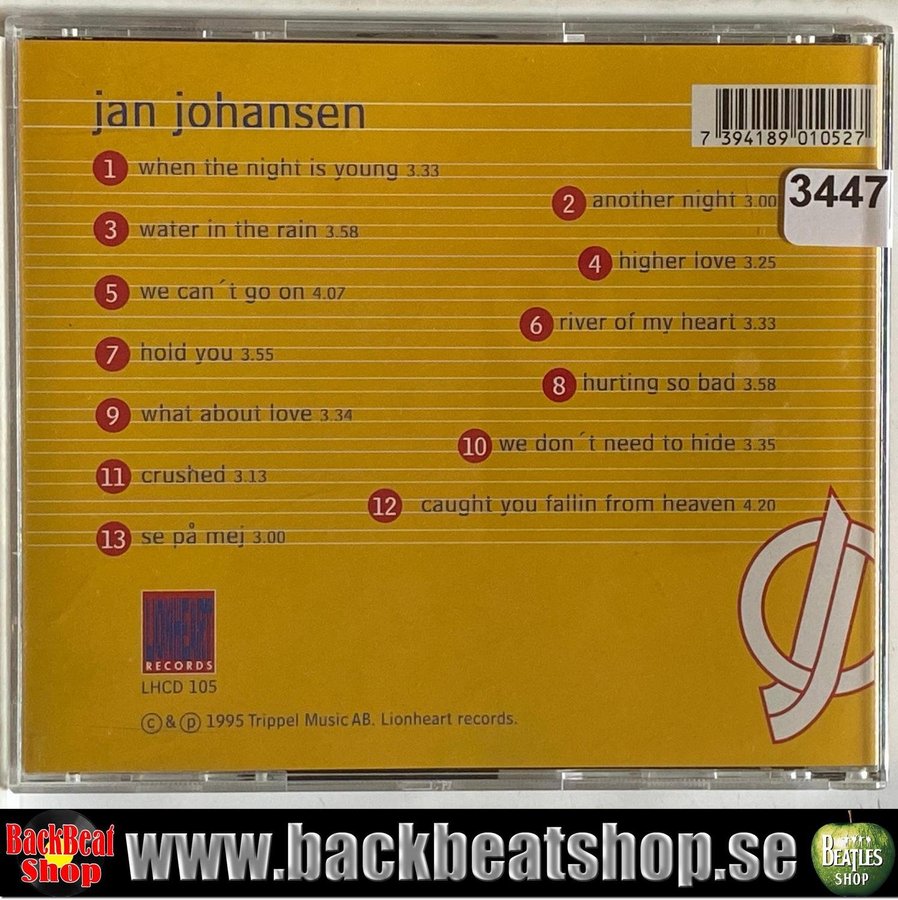 jan johansen
7 394189 010527
3447
1 when the night is young 3.33
2 another night 3.00
3 water in the rain 3.58
4 higher love 3.25
5 we can´t go on 4.07
6 river of my heart 3.33
7 hold you 3.55
8 hurting so bad 3.58
9 what about love 3.34
10 we don´t need to hide 3.35
11 crushed 3.13
12 caught you fallin from heaven 4.20
13 se på mej 3.00
LIONHEART
RECORDS
LHCD 105
© & ℗ 1995 Trippel Music AB. Lionheart records.
BackBeat
Shop
www.backbeatshop.se
BEATLES
SHOP